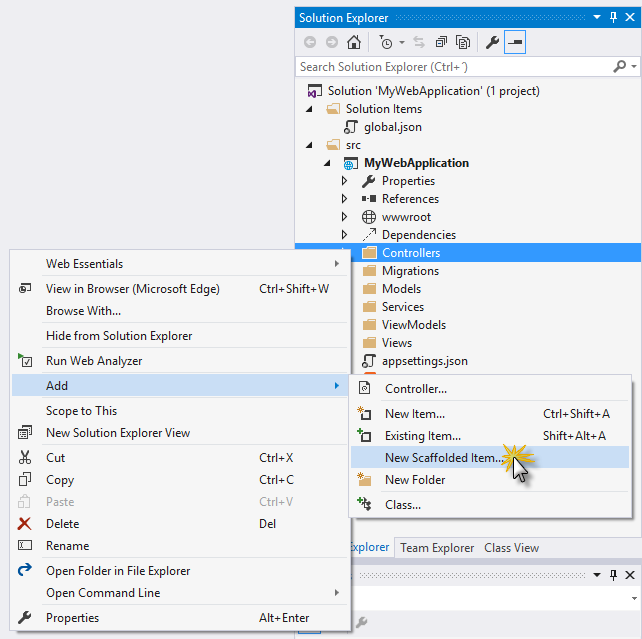 Solution Explorer
Search Solution Explorer (Ctrl+´)
Solution 'MyWebApplication' (1 project)
Solution Items
global.json
src
MyWebApplication
Properties
References
wwwroot
Dependencies
Controllers
Migrations
Models
Services
ViewModels
Views
appsettings.json
Web Essentials
View in Browser (Microsoft Edge) Ctrl+Shift+W
Browse With...
Hide from Solution Explorer
Run Web Analyzer
Add
Scope to This
New Solution Explorer View
Cut Ctrl+X
Copy Ctrl+C
Paste Ctrl+V
Delete Del
Rename
Open Folder in File Explorer
Open Command Line
Properties Alt+Enter
Controller...
New Item... Ctrl+Shift+A
Existing Item... Shift+Alt+A
New Scaffolded Item...
New Folder
Class...
Explorer Team Explorer Class View